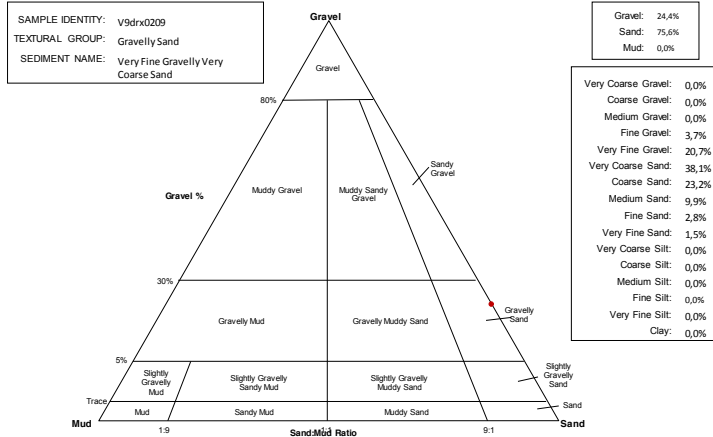 SAMPLE IDENTITY: V9drx0209
TEXTURAL GROUP: Gravelly Sand
SEDIMENT NAME: Very Fine Gravelly Very
Coarse Sand
Gravel: 24,4%
Sand: 75,6%
Mud: 0,0%
Very Coarse Gravel: 0,0%
Coarse Gravel: 0,0%
Medium Gravel: 0,0%
Fine Gravel: 3,7%
Very Fine Gravel: 20,7%
Very Coarse Sand: 38,1%
Coarse Sand: 23,2%
Medium Sand: 9,9%
Fine Sand: 2,8%
Very Fine Sand: 1,5%
Very Coarse Silt: 0,0%
Coarse Silt: 0,0%
Medium Silt: 0,0%
Fine Silt: 0,0%
Very Fine Silt: 0,0%
Clay: 0,0%
Gravel
Gravel
80%
Sandy
Gravel
Muddy Gravel
Muddy Sandy
Gravel
Gravel %
30%
Gravelly Mud
Gravelly Muddy Sand
Gravelly
Sand
5%
Slightly
Gravelly
Mud
Slightly Gravelly
Sandy Mud
Slightly Gravelly
Muddy Sand
Slightly
Gravelly
Sand
Trace
Mud
Sandy Mud
Muddy Sand
Sand
Mud
Sand
1:9
1:1
9:1
Sand:Mud Ratio